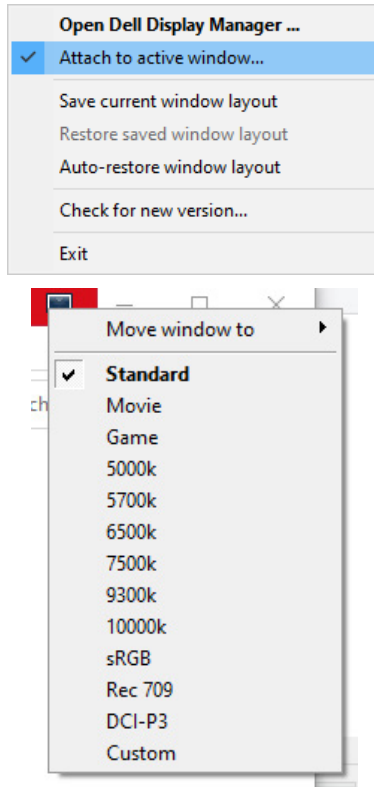 Open Dell Display Manager ...
Attach to active window...
Save current window layout
Restore saved window layout
Auto-restore window layout
Check for new version...
Exit
Move window to
Standard
ch
Movie
Game
5000k
5700k
6500k
7500k
9300k
10000k
sRGB
Rec 709
DCI-P3
Custom